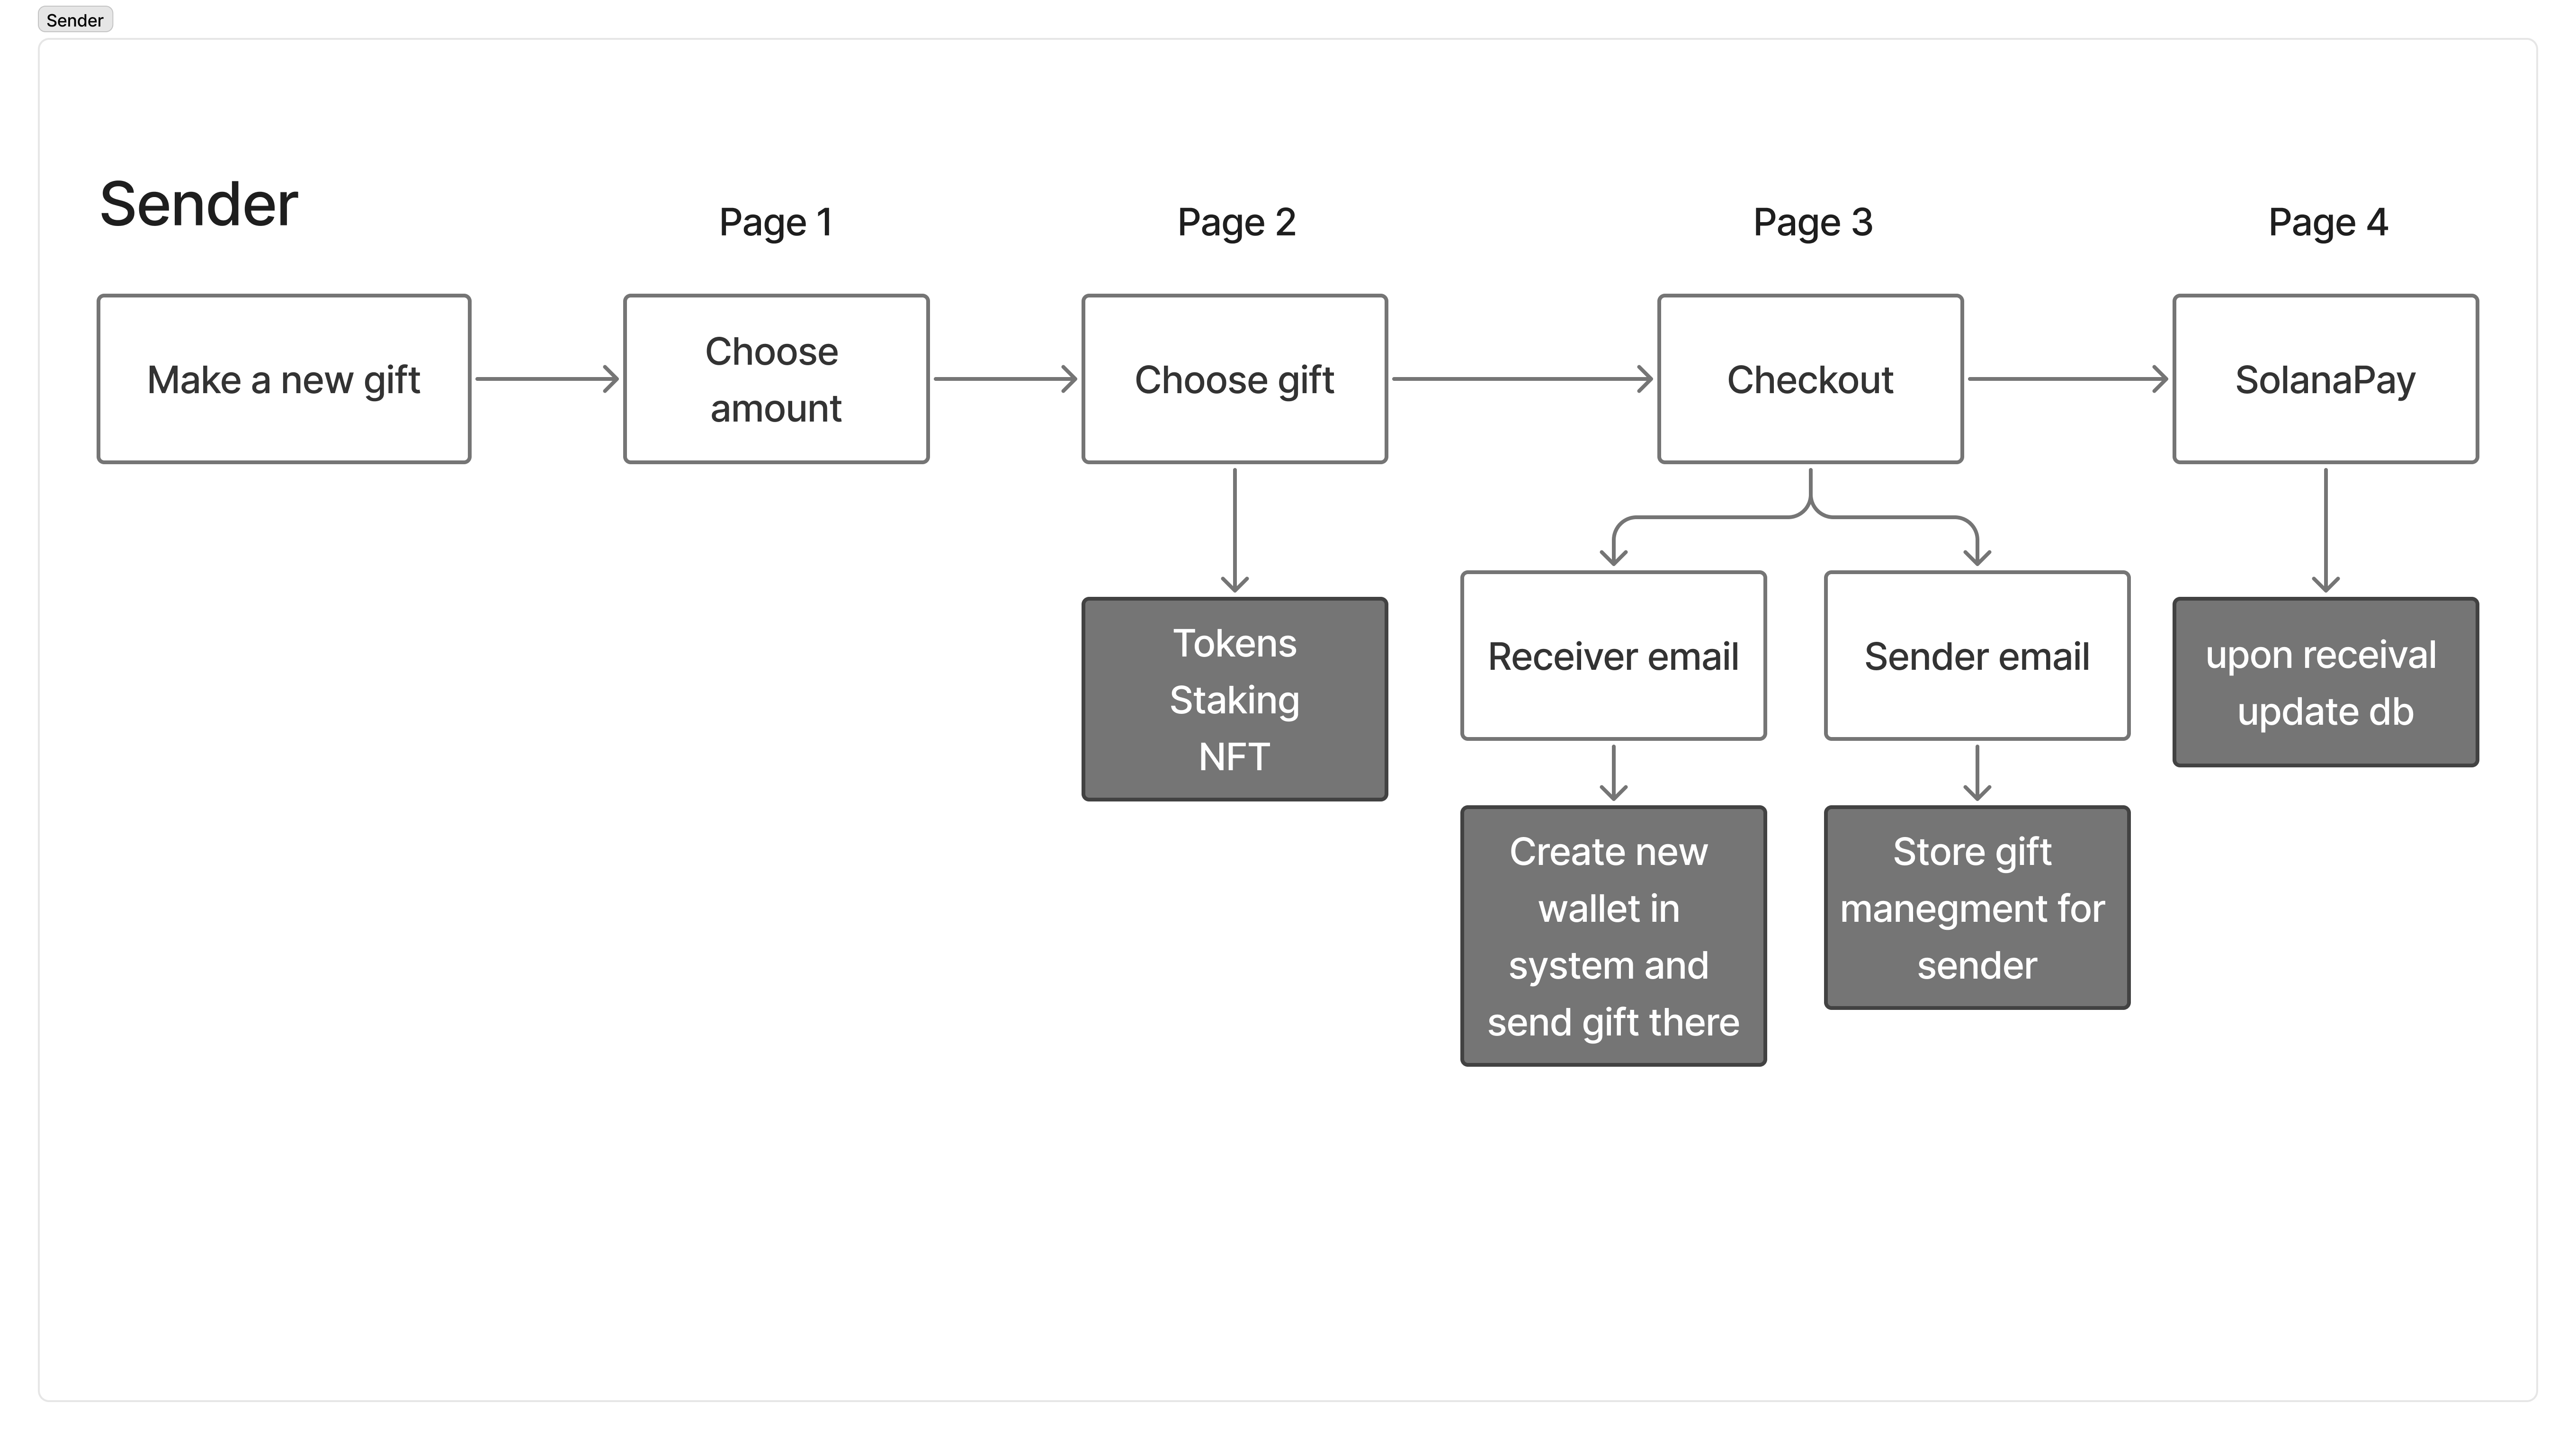 Sender
Sender
Page 1
Page 2
Page 3
Page 4
Make a new gift
Choose
amount
Choose gift
Checkout
SolanaPay
Tokens
Staking
NFT
Receiver email
Sender email
upon receival
update db
Create new
wallet in
system and
send gift there
Store gift
manegment for
sender